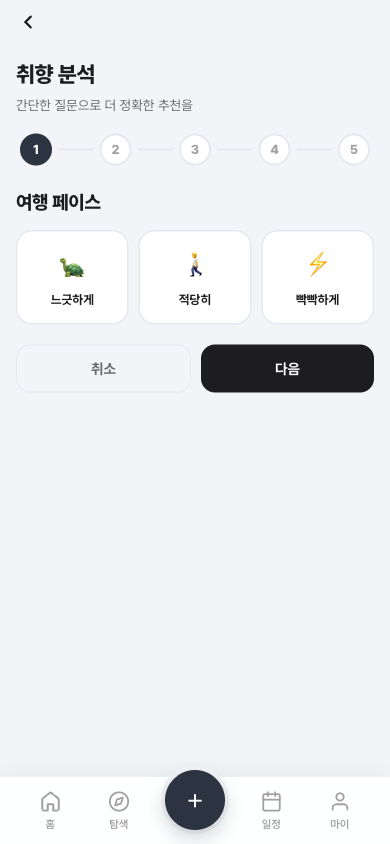 취향 분석
간단한 질문으로 더 정확한 추천을
1 2 3 4 5
여행 페이스
느긋하게 적당히 빡빡하게
취소 다음
홈 탐색 일정 마이